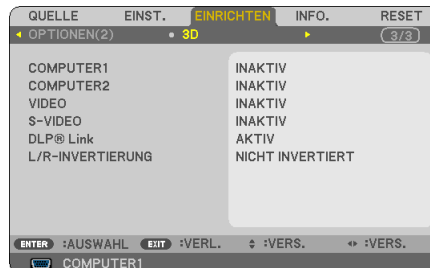 QUELLE EINST. EINRICHTEN INFO. RESET
OPTIONEN(2) 3D 3/3
COMPUTER1 INAKTIV
COMPUTER2 INAKTIV
VIDEO INAKTIV
S-VIDEO INAKTIV
DLP® Link AKTIV
L/R-INVERTIERUNG NICHT INVERTIERT
ENTER :AUSWAHL EXIT :VERL. :VERS. :VERS.
COMPUTER1